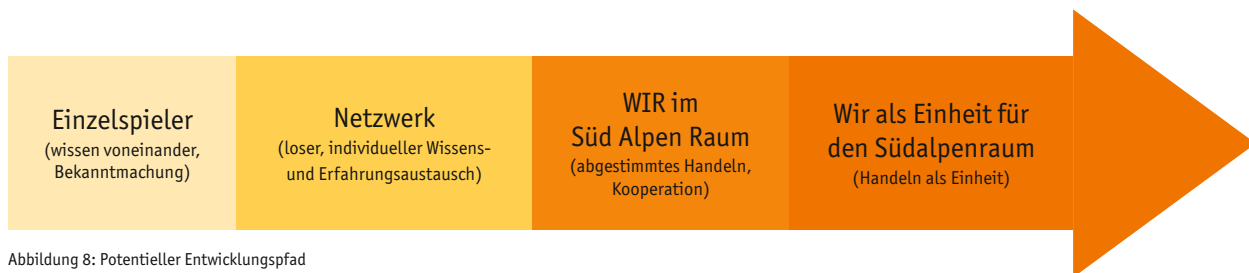 Einzelspieler
(wissen voneinander,
Bekanntmachung)
Netzwerk
(loser, individueller Wissens-
und Erfahrungsaustausch)
WIR im
Süd Alpen Raum
(abgestimmtes Handeln,
Kooperation)
Wir als Einheit für
den Südalpenraum
(Handeln als Einheit)
Abbildung 8: Potentieller Entwicklungspfad